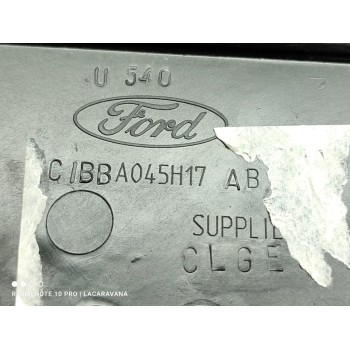 U 540
Ford
C1BBA045H17 AB
SUPPLIE
CLGE
REDMI NOTE 10 PRO | LACARAVANA